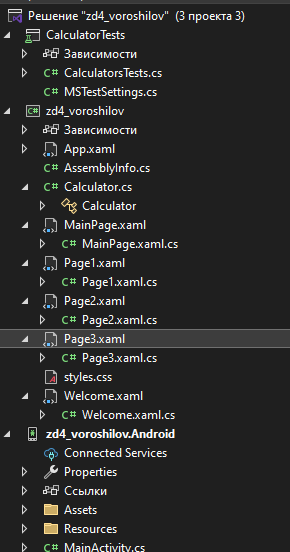 Решение "zd4_voroshilov" (3 проекта 3)
CalculatorTests
Зависимости
C# CalculatorsTests.cs
C# MSTestSettings.cs
C# zd4_voroshilov
Зависимости
App.xaml
C# AssemblyInfo.cs
C# Calculator.cs
Calculator
MainPage.xaml
C# MainPage.xaml.cs
Page1.xaml
C# Page1.xaml.cs
Page2.xaml
C# Page2.xaml.cs
Page3.xaml
C# Page3.xaml.cs
styles.css
Welcome.xaml
C# Welcome.xaml.cs
zd4_voroshilov.Android
Connected Services
Properties
Ссылки
Assets
Resources
C# MainActivity.cs